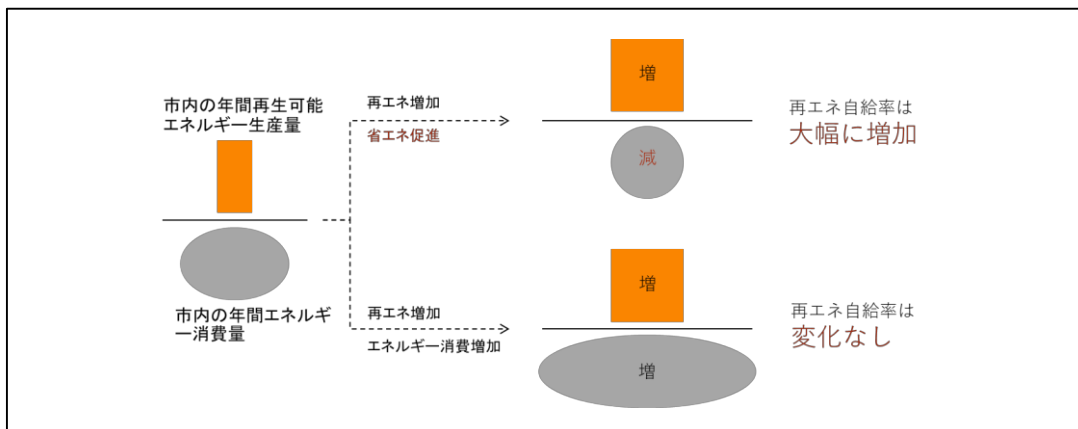 市内の年間再生可能
エネルギー生産量
市内の年間エネルギ
ー消費量
再エネ増加
省エネ促進
増
減
再エネ自給率は
大幅に増加
再エネ増加
エネルギー消費増加
増
増
再エネ自給率は
変化なし